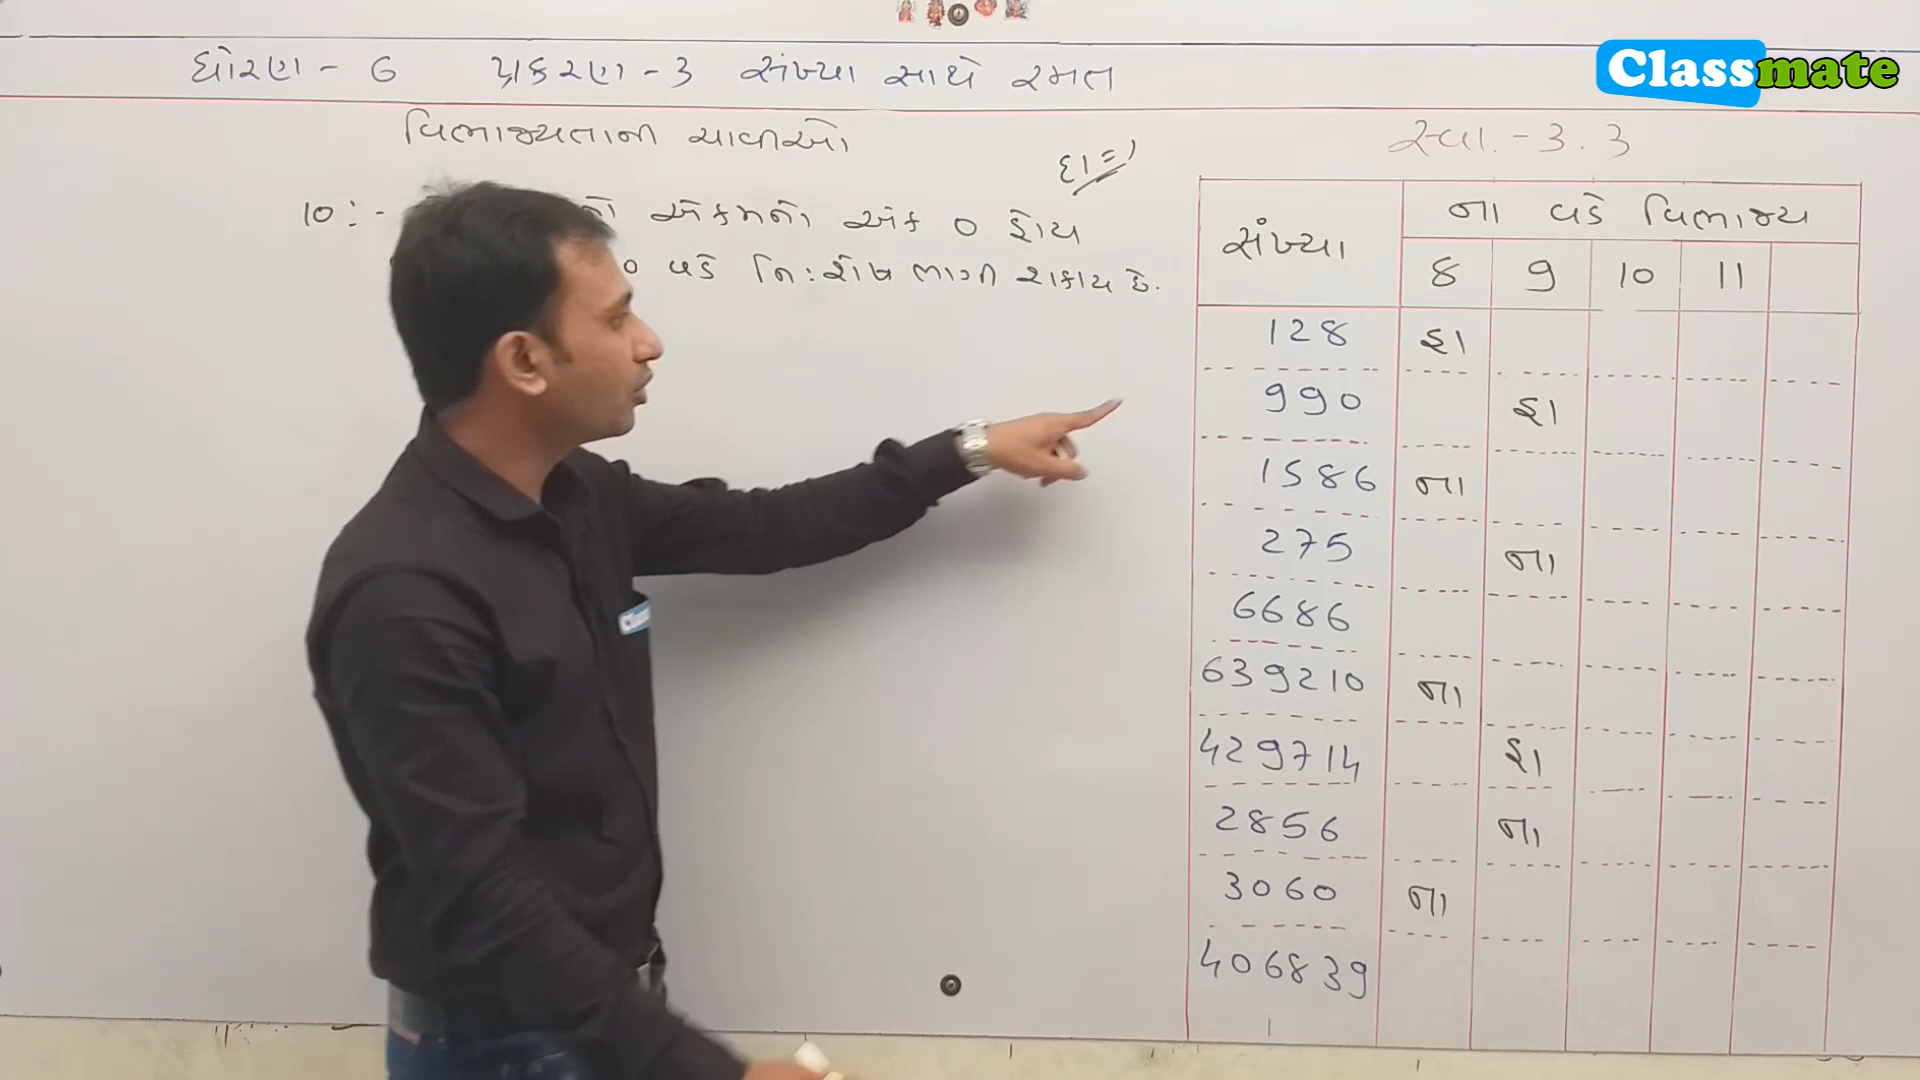 Classmate
ધોરણ - 6 પ્રકરણ - 3 સંખ્યા સાથે રમત
વિભાજ્યતાની ચાવીઓ
સ્વા. - 3.3
10 : - નો એકમનો અંક 0 હોય
0 વડે નિઃશેષ ભાગી શકાય છે.
સંખ્યા ના વડે વિભાજ્ય
8 9 10 11
128 હા
990 હા
1586 ના
275 ના
6686
639210 ના
429714 હા
2856 ના
3060 ના
406839